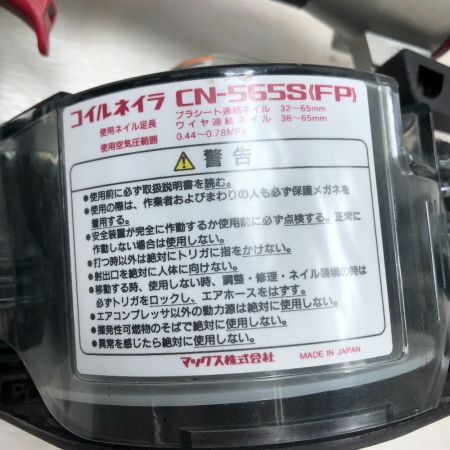 コイルネイラ CN-565S(FP)
使用ネイル足長 プラシート連結ネイル 32～65mm
ワイヤ連結ネイル 38～65mm
使用空気圧範囲 0.44～0.78MPa
警告
●使用前に必ず取扱説明書を読む。
●使用の際は、作業者およびまわりの人も必ず保護メガネを
着用する。
●安全装置が完全に作動するか使用前に必ず点検する。正常に
作動しない場合は使用しない。
●打つ時以外は絶対にトリガに指をかけない。
●射出口を絶対に人体に向けない。
●移動する時、使用しない時、調整・修理・ネイル装填の時は
必ずトリガをロックし、エアホースをはずす。
●エアコンプレッサ以外の動力源は絶対に使用しない。
●揮発性可燃物のそばで絶対に使用しない。
●異常を感じたら絶対に使用しない。
マックス株式会社 MADE IN JAPAN